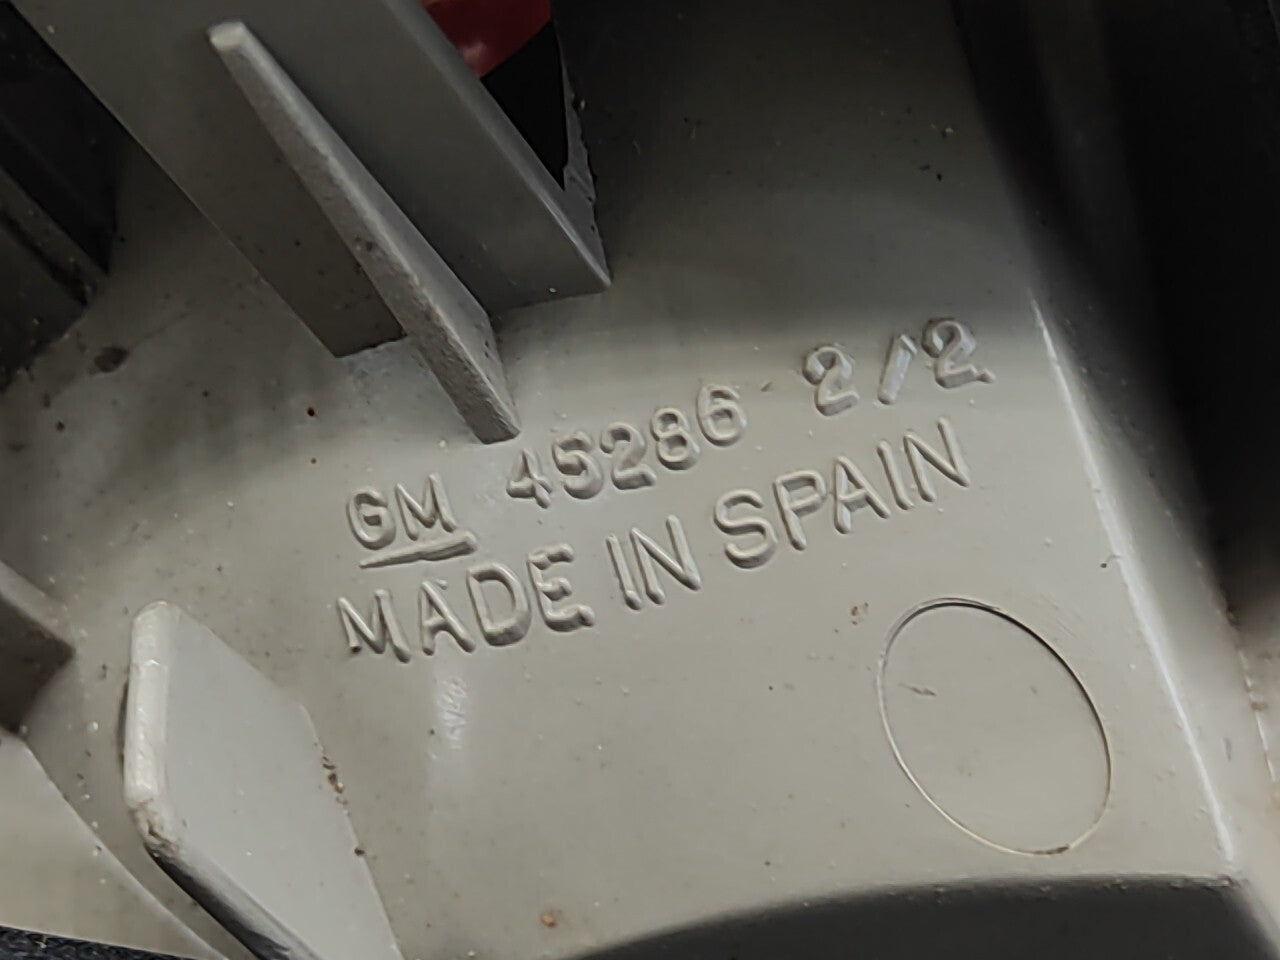 GM 45286 2/2
MADE IN SPAIN